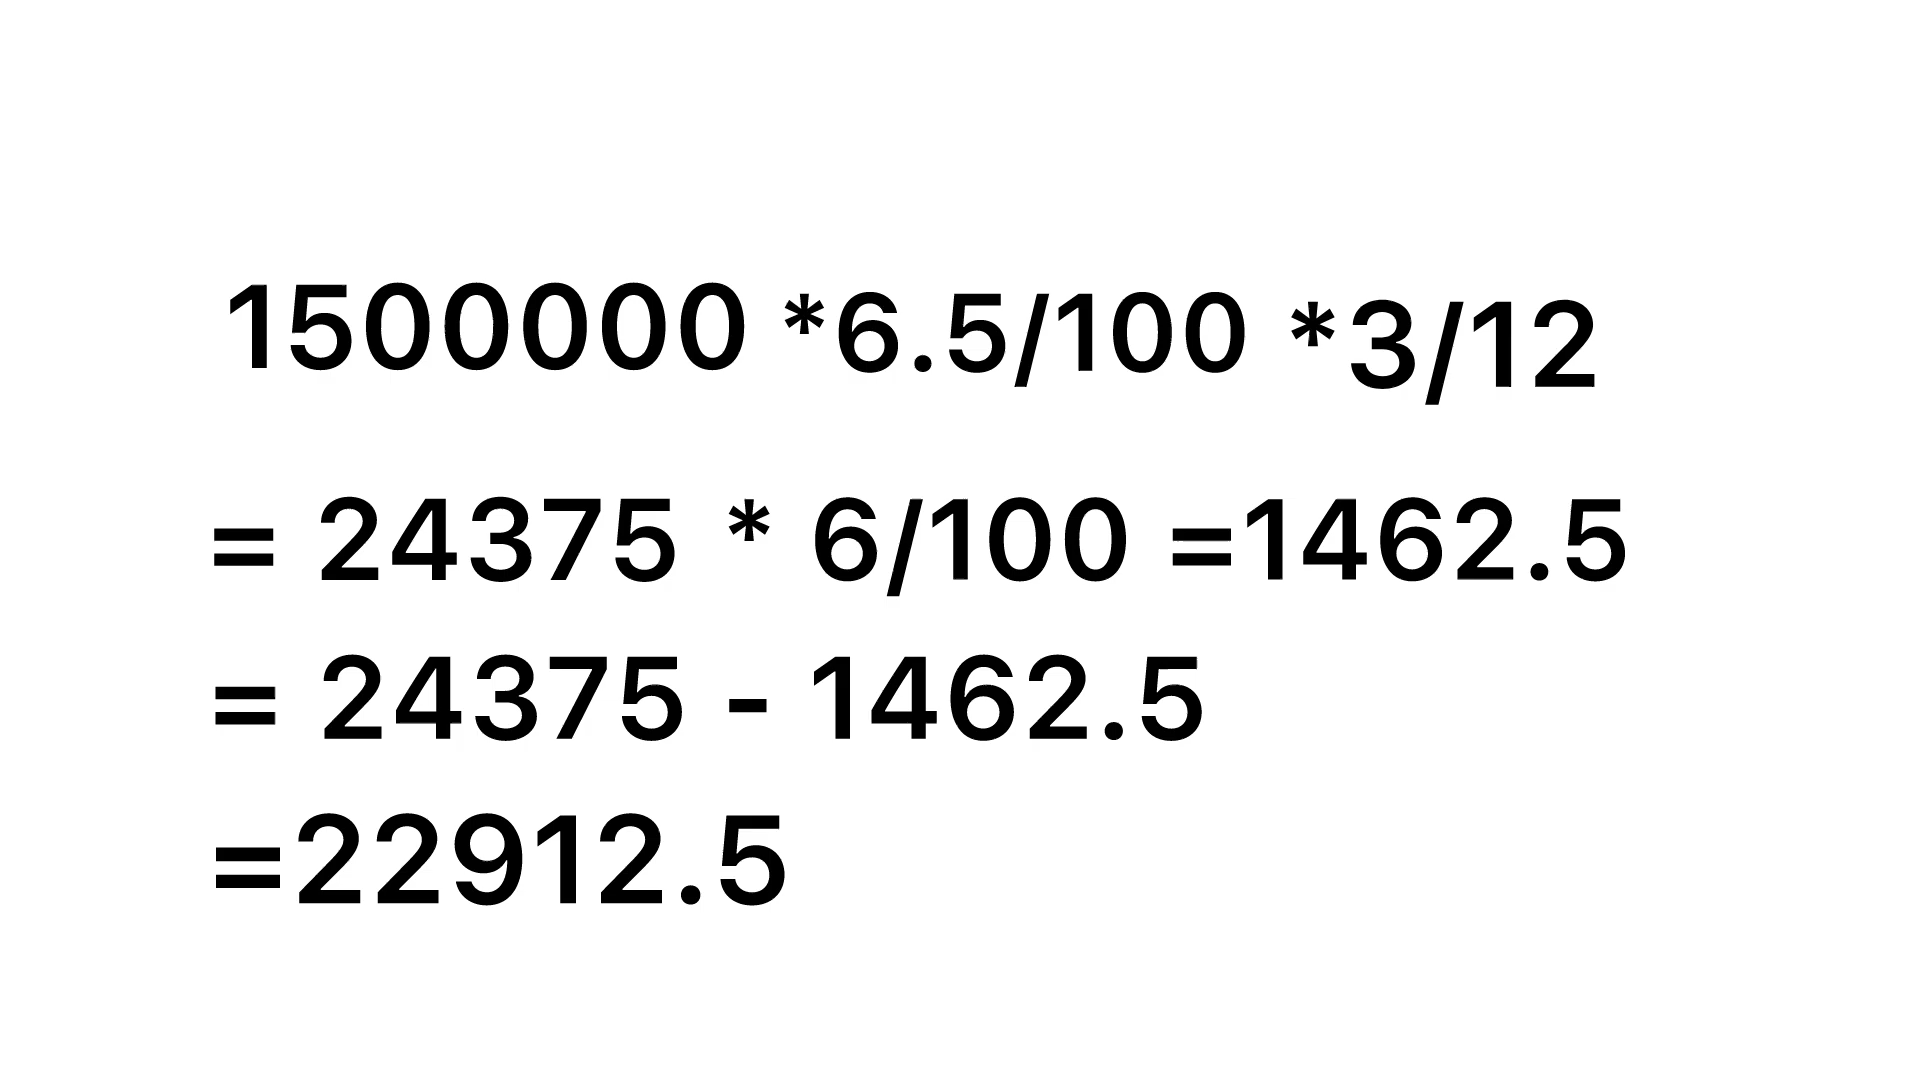 1500000 *6.5/100 *3/12
= 24375 * 6/100 =1462.5
= 24375 - 1462.5
=22912.5